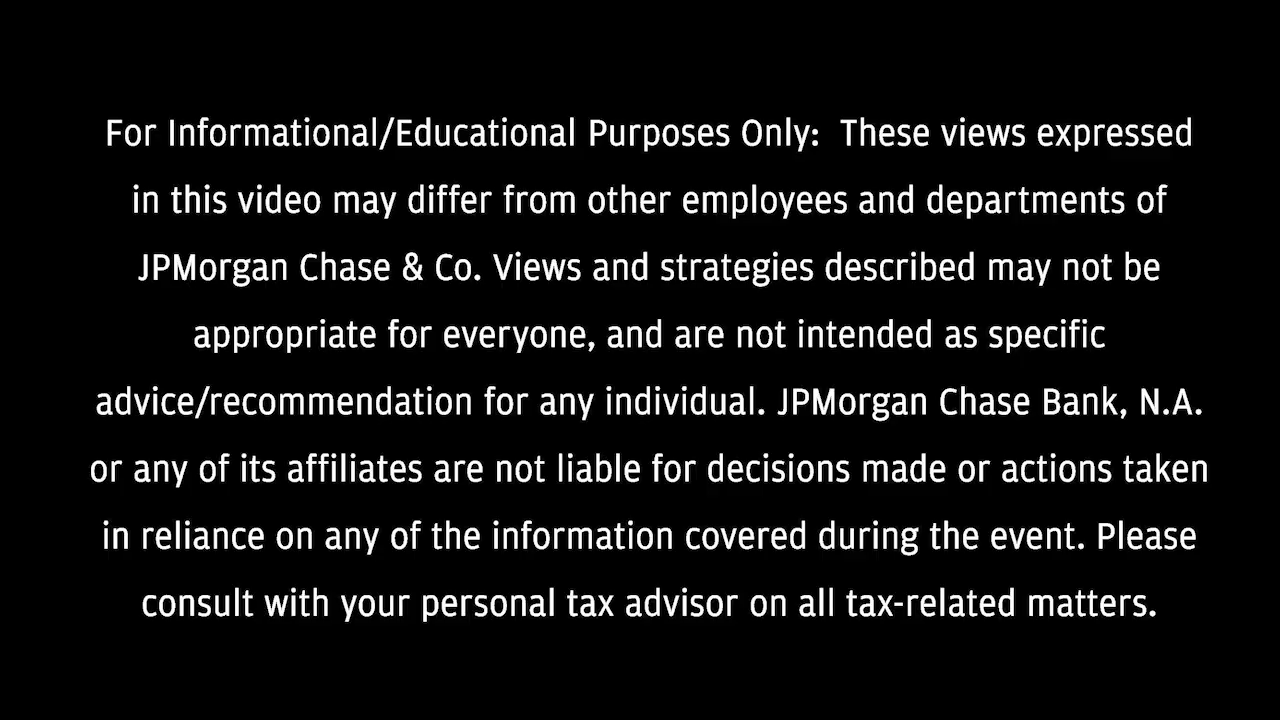 For Informational/Educational Purposes Only:  These views expressed
in this video may differ from other employees and departments of
JPMorgan Chase & Co. Views and strategies described may not be
appropriate for everyone, and are not intended as specific
advice/recommendation for any individual. JPMorgan Chase Bank, N.A.
or any of its affiliates are not liable for decisions made or actions taken
in reliance on any of the information covered during the event. Please
consult with your personal tax advisor on all tax-related matters.